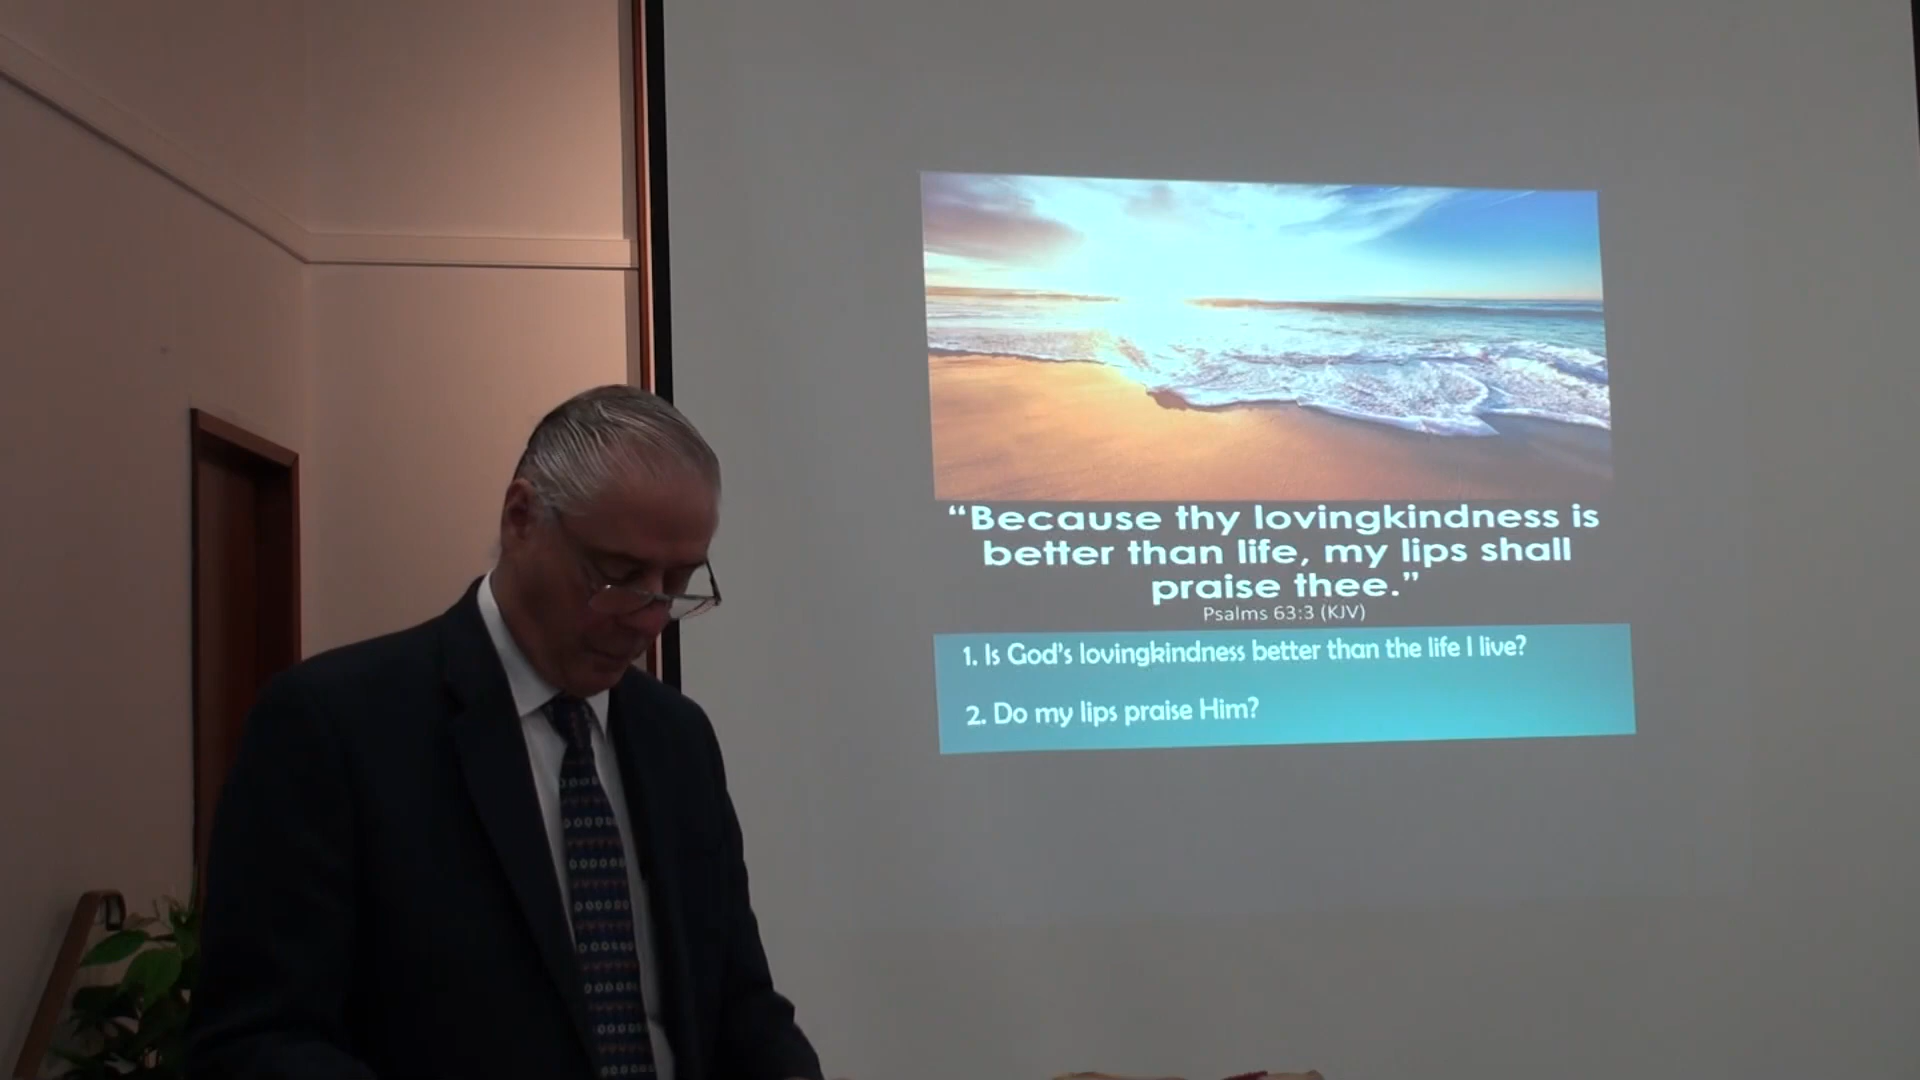 “Because thy lovingkindness is
better than life, my lips shall
praise thee.”
Psalms 63:3 (KJV)
1. Is God's lovingkindness better than the life I live?
2. Do my lips praise Him?